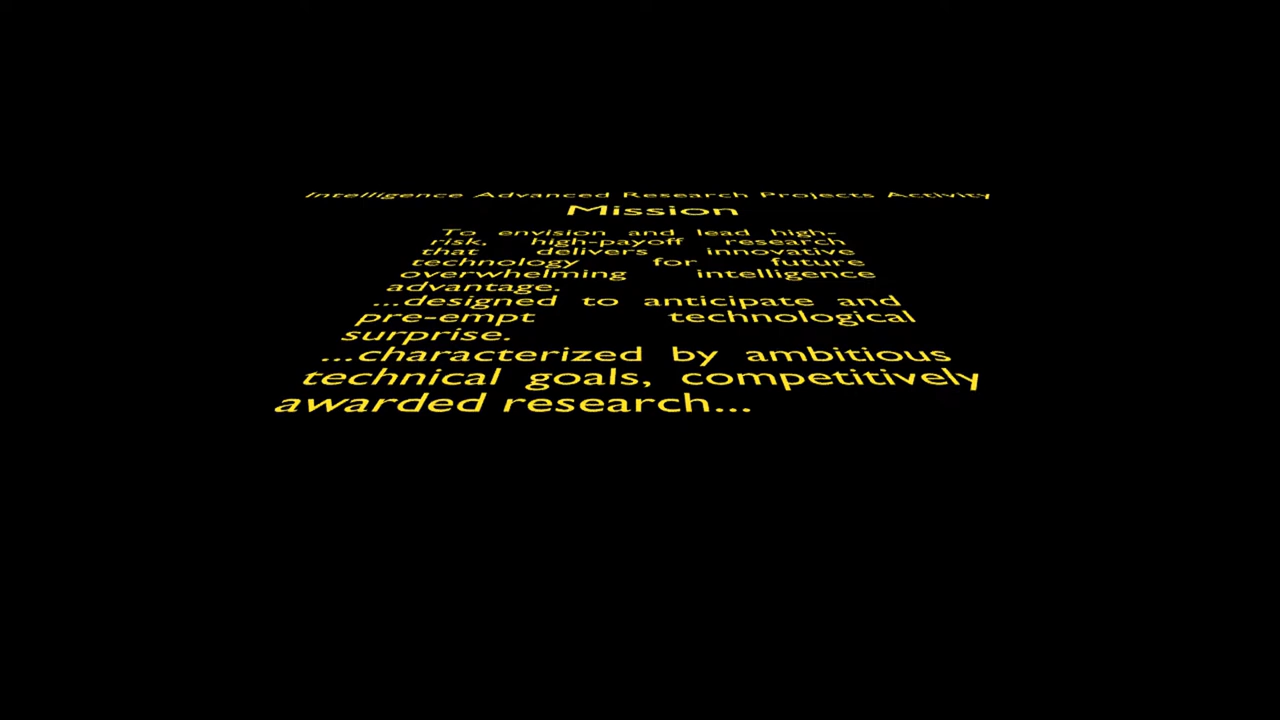 Intelligence Advanced Research Projects Activity
Mission
To envision and lead high-
risk, high-payoff research
that delivers innovative
technology for future
overwhelming intelligence
advantage.
...designed to anticipate and
pre-empt technological
surprise.
...characterized by ambitious
technical goals, competitively
awarded research...